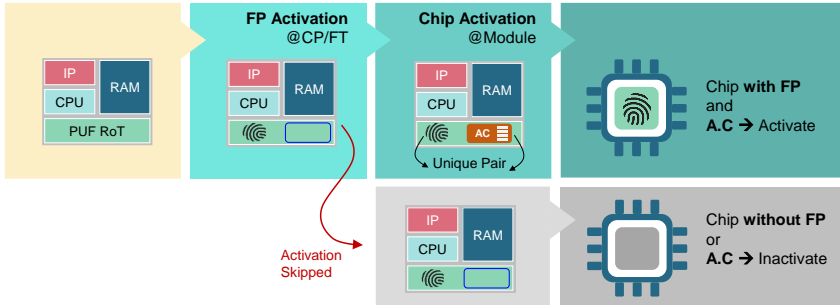 FP Activation
@CP/FT
Chip Activation
@Module
IP
CPU
RAM
PUF RoT
IP
CPU
RAM
IP
CPU
RAM
AC
Unique Pair
Chip with FP
and
A.C → Activate
Activation
Skipped
IP
CPU
RAM
Chip without FP
or
A.C → Inactivate